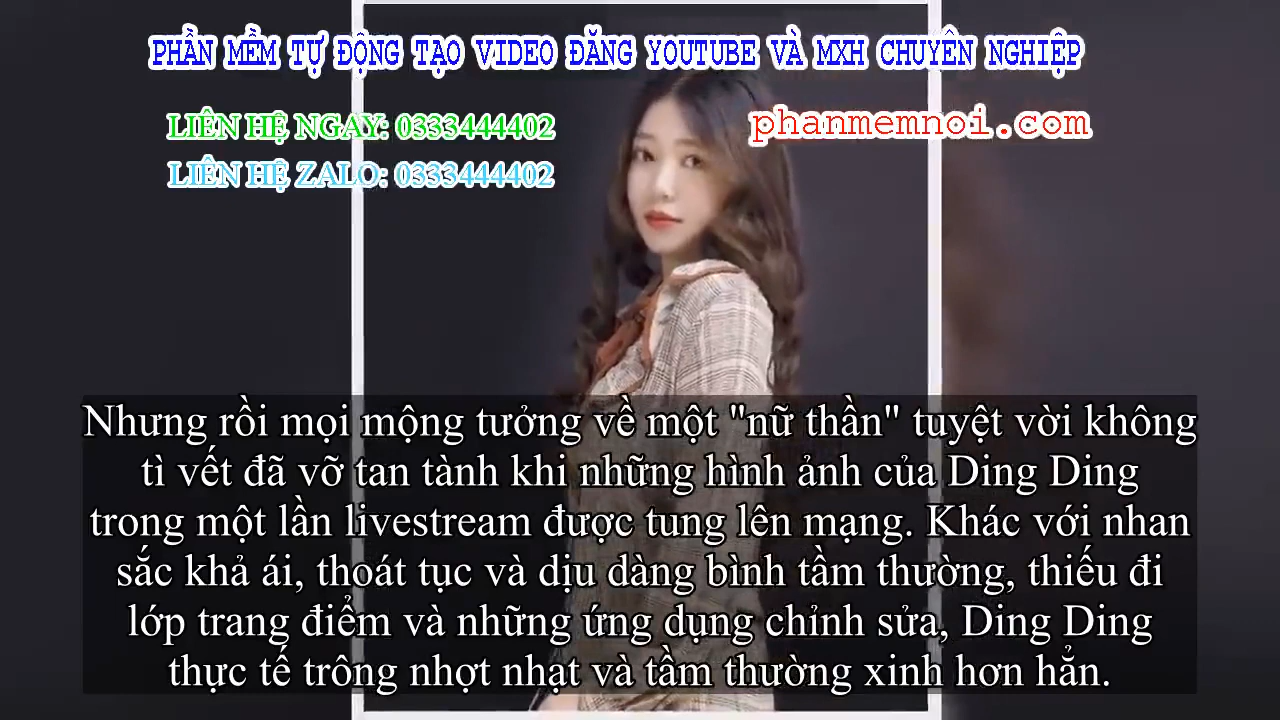 PHẦN MỀM TỰ ĐỘNG TẠO VIDEO ĐĂNG YOUTUBE VÀ MXH CHUYÊN NGHIỆP
LIÊN HỆ NGAY: 0333444402
phanmemnoi.com
LIÊN HỆ ZALO: 0333444402
Nhưng rồi mọi mộng tưởng về một "nữ thần" tuyệt vời không
tì vết đã vỡ tan tành khi những hình ảnh của Ding Ding
trong một lần livestream được tung lên mạng. Khác với nhan
sắc khả ái, thoát tục và dịu dàng bình tầm thường, thiếu đi
lớp trang điểm và những ứng dụng chỉnh sửa, Ding Ding
thực tế trông nhợt nhạt và tầm thường xinh hơn hẳn.